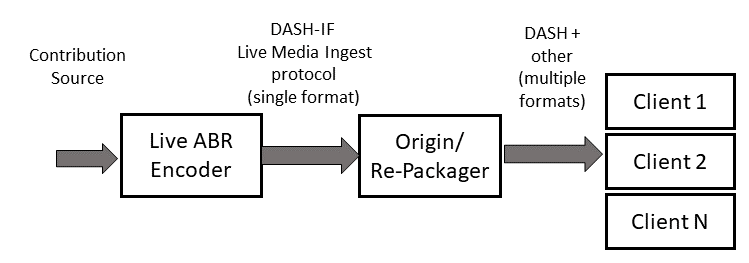 Contribution
Source
DASH-IF
Live Media Ingest
protocol
(single format)
DASH +
other
(multiple
formats)
Live ABR
Encoder
Origin/
Re-Packager
Client 1
Client 2
Client N